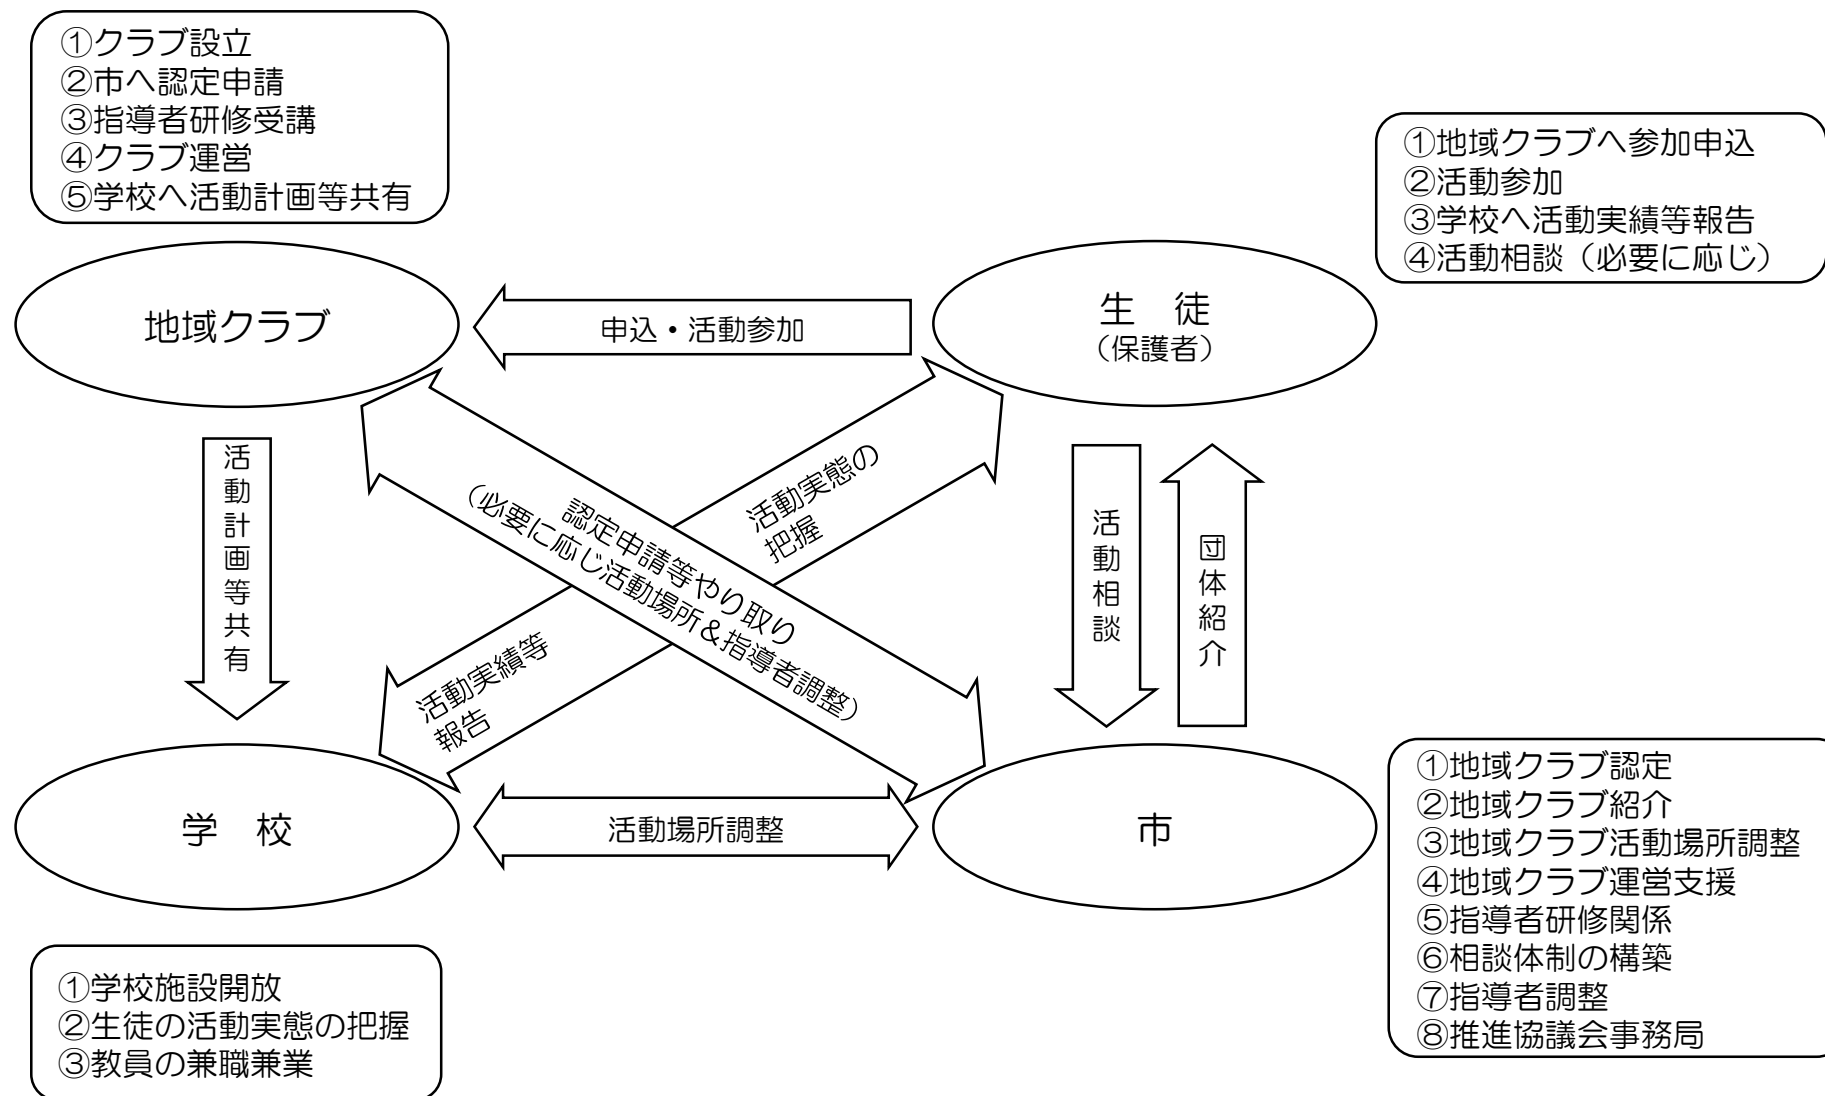 ①クラブ設立
②市へ認定申請
③指導者研修受講
④クラブ運営
⑤学校へ活動計画等共有
①地域クラブへ参加申込
②活動参加
③学校へ活動実績等報告
④活動相談（必要に応じ）
地域クラブ
申込・活動参加
生　徒
（保護者）
活動計画等共有
認定申請等やり取り
（必要に応じ活動場所＆指導者調整）
活動実態の
把握
活動実績等
報告
活動相談
団体紹介
学　校
活動場所調整
市
①地域クラブ認定
②地域クラブ紹介
③地域クラブ活動場所調整
④地域クラブ運営支援
⑤指導者研修関係
⑥相談体制の構築
⑦指導者調整
⑧推進協議会事務局
①学校施設開放
②生徒の活動実態の把握
③教員の兼職兼業